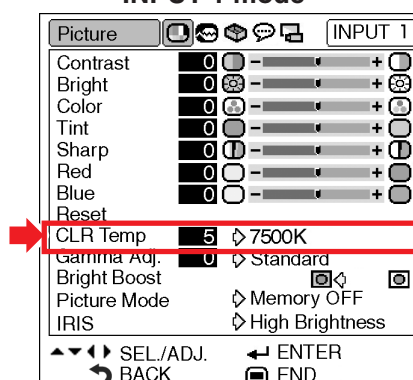 INPUT 1 mode
Picture INPUT 1
Contrast 0 - +
Bright 0 - +
Color 0 - +
Tint 0 - +
Sharp 0 - +
Red 0 - +
Blue 0 - +
Reset
CLR Temp 5 7500K
Gamma Adj. 0 Standard
Bright Boost
Picture Mode Memory OFF
IRIS High Brightness
SEL./ADJ. ENTER
BACK END